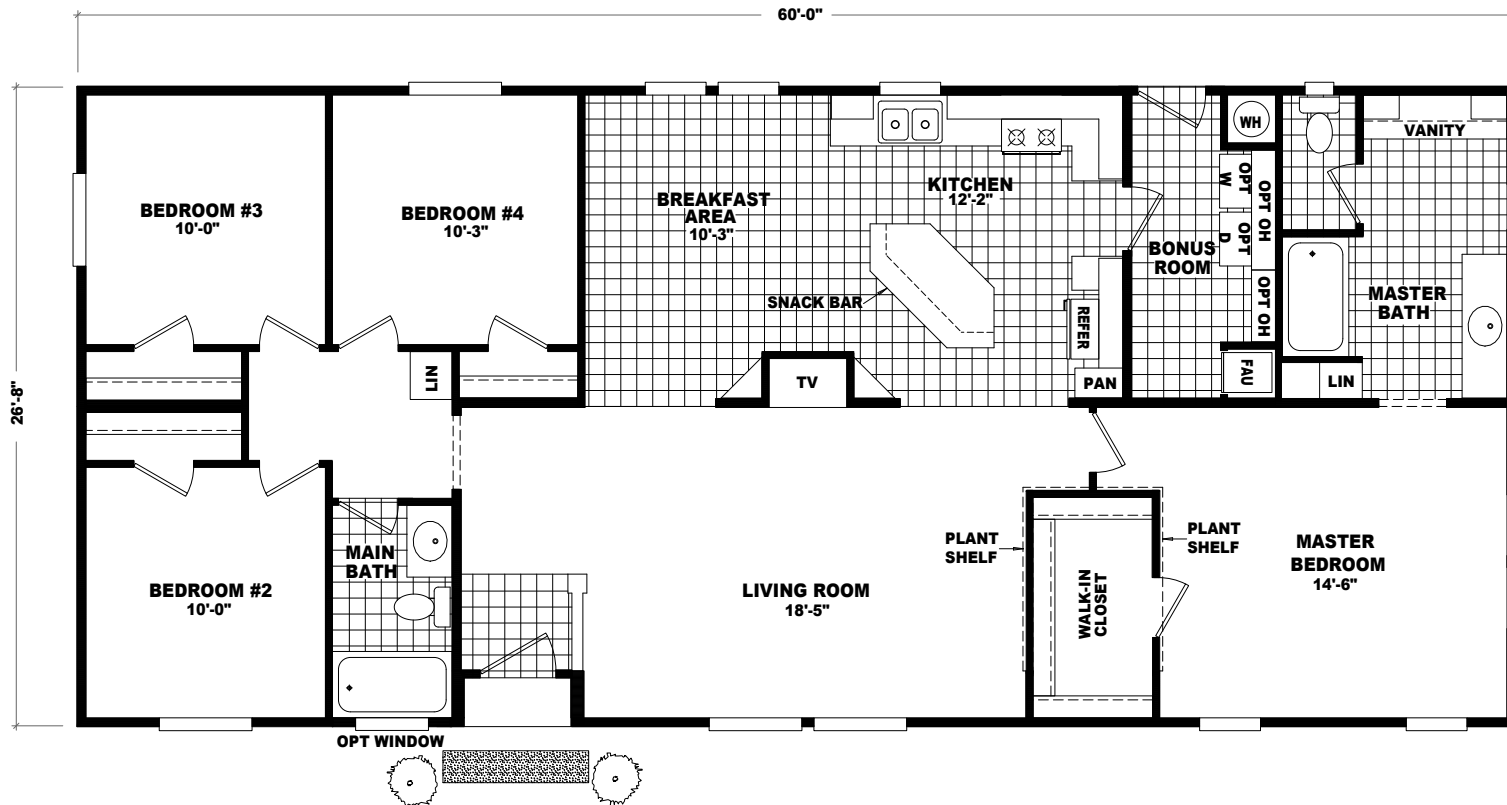 60'-0"
26'-8"
BEDROOM #3
10'-0"
BEDROOM #4
10'-3"
BREAKFAST
AREA
10'-3"
KITCHEN
12'-2"
SNACK BAR
REFER
PAN
TV
LIN
BONUS
ROOM
WH
OPT
W
OPT
D
OPT OH
OPT OH
FAU
VANITY
MASTER
BATH
LIN
BEDROOM #2
10'-0"
MAIN
BATH
OPT WINDOW
LIVING ROOM
18'-5"
PLANT
SHELF
WALK-IN
CLOSET
PLANT
SHELF
MASTER
BEDROOM
14'-6"